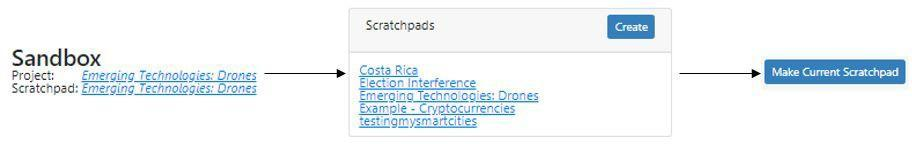 Sandbox
Project: Emerging Technologies: Drones
Scratchpad: Emerging Technologies: Drones
Scratchpads
Create
Costa Rica
Election Interference
Emerging Technologies: Drones
Example - Cryptocurrencies
testingmysmartcities
Make Current Scratchpad